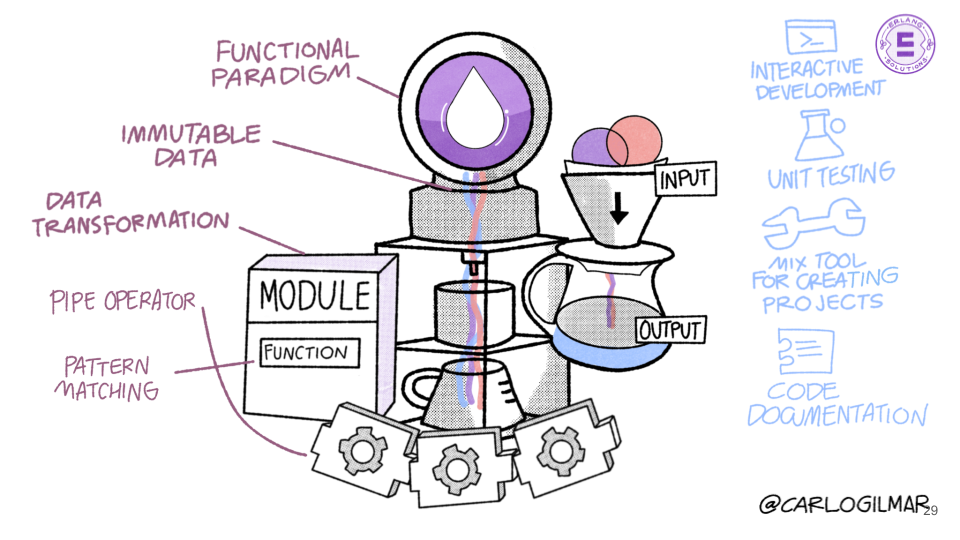 FUNCTIONAL
PARADIGM
IMMUTABLE
DATA
DATA
TRANSFORMATION
PIPE OPERATOR
PATTERN
MATCHING
MODULE
FUNCTION
INPUT
OUTPUT
>_
INTERACTIVE
DEVELOPMENT
UNIT TESTING
MIX TOOL
FOR CREATING
PROJECTS
CODE
DOCUMENTATION
ERLANG
E
SOLUTIONS
@CARLOGILMAR
29